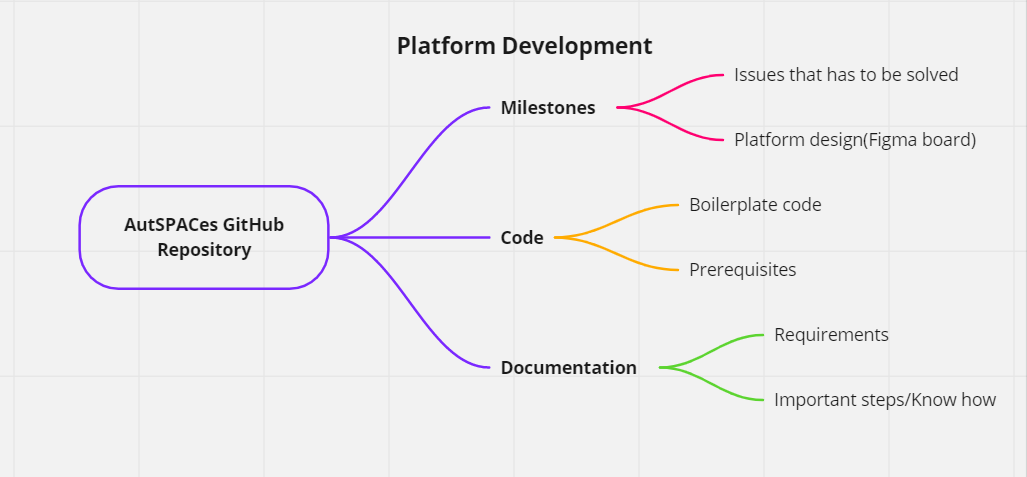 Platform Development
AutSPACes GitHub
Repository
Milestones
Issues that has to be solved
Platform design(Figma board)
Code
Boilerplate code
Prerequisites
Documentation
Requirements
Important steps/Know how